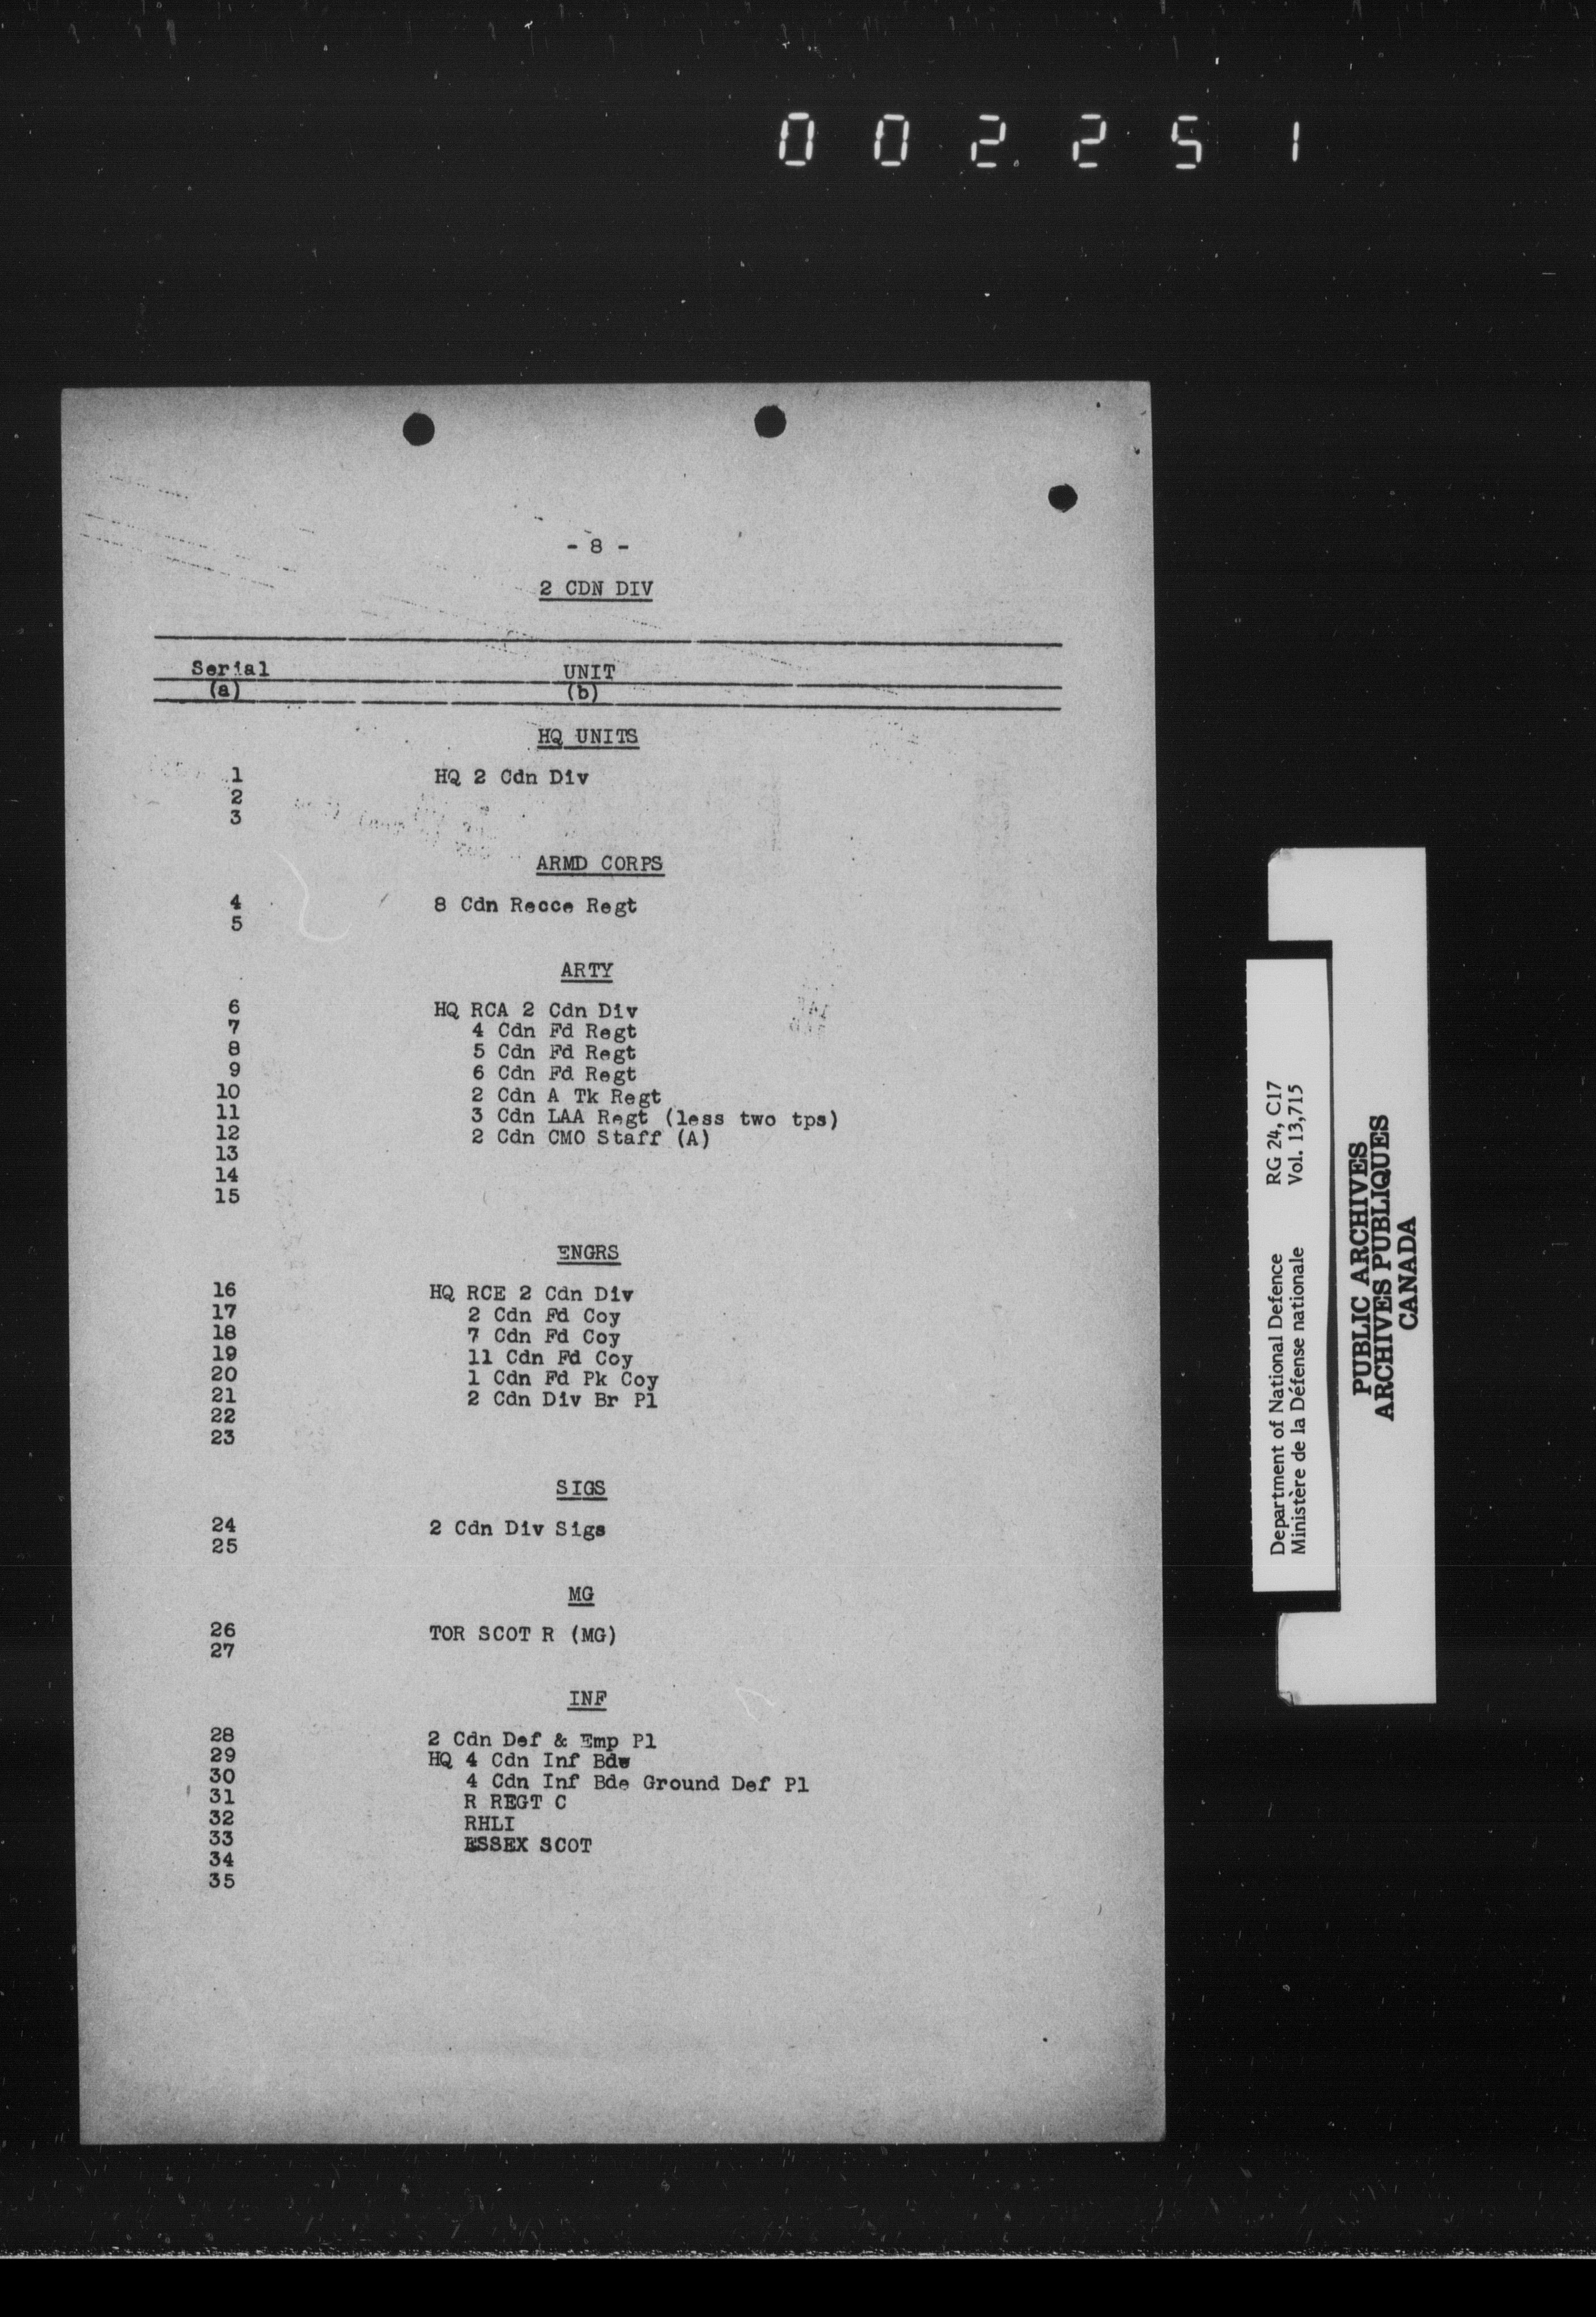 0 0 2 2 5 1
- 8 -
2 CDN DIV
Serial UNIT
(a) (b)
HQ UNITS
1 HQ 2 Cdn Div
2
3
ARMD CORPS
4 8 Cdn Recce Regt
5
ARTY
6 HQ RCA 2 Cdn Div
7 4 Cdn Fd Regt
8 5 Cdn Fd Regt
9 6 Cdn Fd Regt
10 2 Cdn A Tk Regt
11 3 Cdn LAA Regt (less two tps)
12 2 Cdn CMO Staff (A)
13
14
15
ENGRS
16 HQ RCE 2 Cdn Div
17 2 Cdn Fd Coy
18 7 Cdn Fd Coy
19 11 Cdn Fd Coy
20 1 Cdn Fd Pk Coy
21 2 Cdn Div Br Pl
22
23
SIGS
24 2 Cdn Div Sigs
25
MG
26 TOR SCOT R (MG)
27
INF
28 2 Cdn Def & Emp Pl
29 HQ 4 Cdn Inf Bde
30 4 Cdn Inf Bde Ground Def Pl
31 R REGT C
32 RHLI
33 ESSEX SCOT
34
35
Department of National Defence RG 24, C17
Ministère de la Défense nationale Vol. 13,715
PUBLIC ARCHIVES
ARCHIVES PUBLIQUES
CANADA